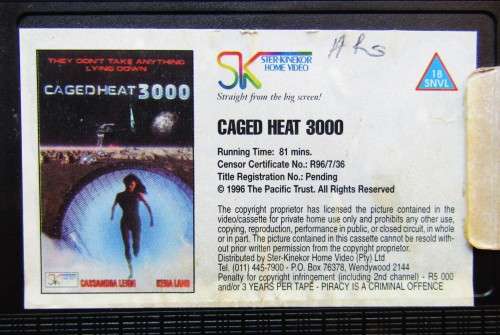 THEY DON'T TAKE ANYTHING
LYING DOWN
CAGED HEAT 3000
CASSANDRA LEIGH KENA LAND
SK STER-KINEKOR
HOME VIDEO
Straight from the big screen!
18
SNVL
CAGED HEAT 3000
Running Time: 81 mins.
Censor Certificate No.: R96/7/36
Title Registration No.: Pending
© 1996 The Pacific Trust. All Rights Reserved
The copyright proprietor has licensed the picture contained in the
video/cassette for private home use only and prohibits any other use,
copying, reproduction, performance in public, or closed circuit, in whole
or in part. The picture contained in this cassette cannot be resold with-
out prior written permission from the copyright proprietor.
Distributed by Ster-Kinekor Home Video (Pty) Ltd
Tel. (011) 445-7900 - P.O. Box 76378, Wendywood 2144
Penalty for copyright infringement (including 2nd channel) - R5 000
and/or 3 YEARS PER TAPE - PIRACY IS A CRIMINAL OFFENCE